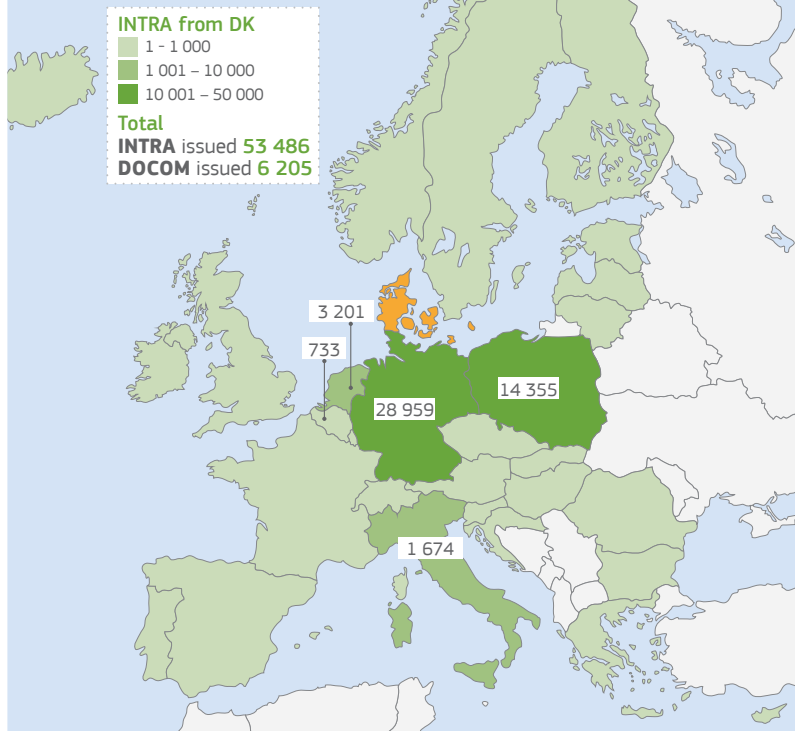 INTRA from DK
1 - 1 000
1 001 – 10 000
10 001 – 50 000
Total
INTRA issued 53 486
DOCOM issued 6 205
3 201
733
28 959
14 355
1 674